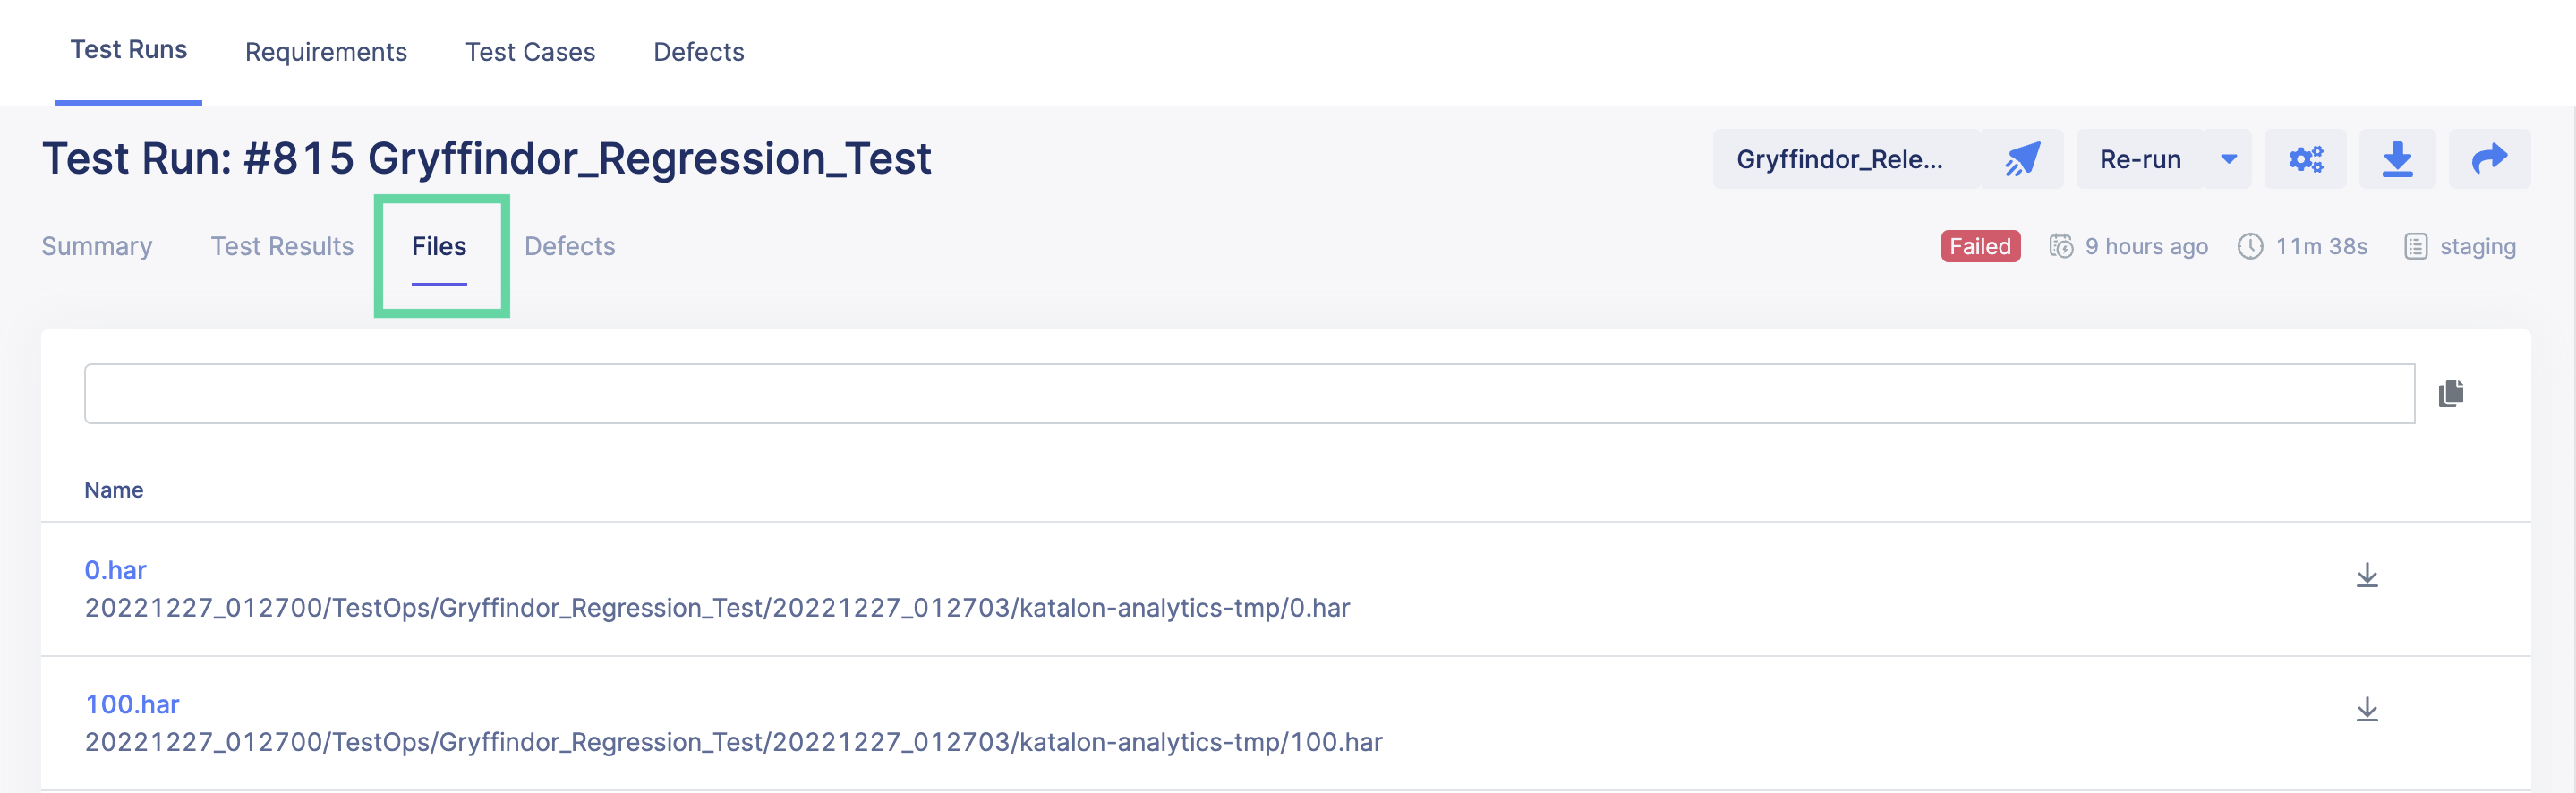 Test Runs Requirements Test Cases Defects
Test Run: #815 Gryffindor_Regression_Test Gryffindor_Rele... Re-run
Summary Test Results Files Defects Failed 9 hours ago 11m 38s staging
Name
0.har
20221227_012700/TestOps/Gryffindor_Regression_Test/20221227_012703/katalon-analytics-tmp/0.har
100.har
20221227_012700/TestOps/Gryffindor_Regression_Test/20221227_012703/katalon-analytics-tmp/100.har